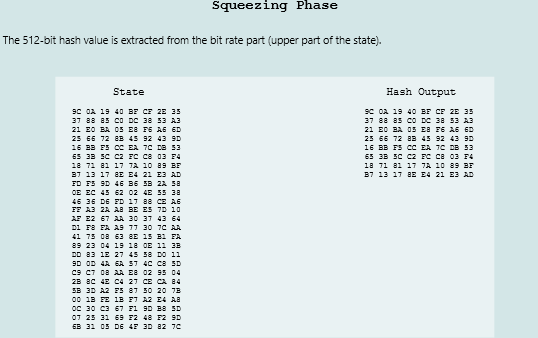 Squeezing Phase
The 512-bit hash value is extracted from the bit rate part (upper part of the state).
State
9C 0A 19 40 BF CF 2E 35
37 88 85 C0 DC 38 53 A3
21 E0 BA 05 E8 F6 A6 6D
25 66 72 8B 45 92 43 9D
16 BB F5 CC EA 7C DB 53
65 3B 5C C2 FC C8 03 F4
18 71 81 17 7A 10 89 BF
B7 13 17 8E E4 21 E3 AD
FD F5 9D 46 B6 5B 2A 58
0E EC 45 62 02 4E 55 38
46 36 D6 FD 17 88 CE A6
FF A3 2A A8 BE E5 7D 10
AF E2 67 AA 30 37 43 64
D1 F8 FA A9 77 30 7C AA
41 75 08 63 8E 15 B1 FA
89 23 04 19 18 0E 11 3B
DD 83 1E 27 45 58 D0 11
9D 0D 4A 6A 57 4C C8 5D
C9 C7 08 AA E8 02 95 04
2B 8C 4E C4 27 CE CA 84
5B 3D A2 F5 87 50 20 7B
00 1B FE 1B F7 A2 E4 A8
0C 30 C3 67 F1 9D B8 5D
07 25 31 69 F2 48 F2 9D
6B 31 05 D6 4F 3D 82 7C
Hash Output
9C 0A 19 40 BF CF 2E 35
37 88 85 C0 DC 38 53 A3
21 E0 BA 05 E8 F6 A6 6D
25 66 72 8B 45 92 43 9D
16 BB F5 CC EA 7C DB 53
65 3B 5C C2 FC C8 03 F4
18 71 81 17 7A 10 89 BF
B7 13 17 8E E4 21 E3 AD